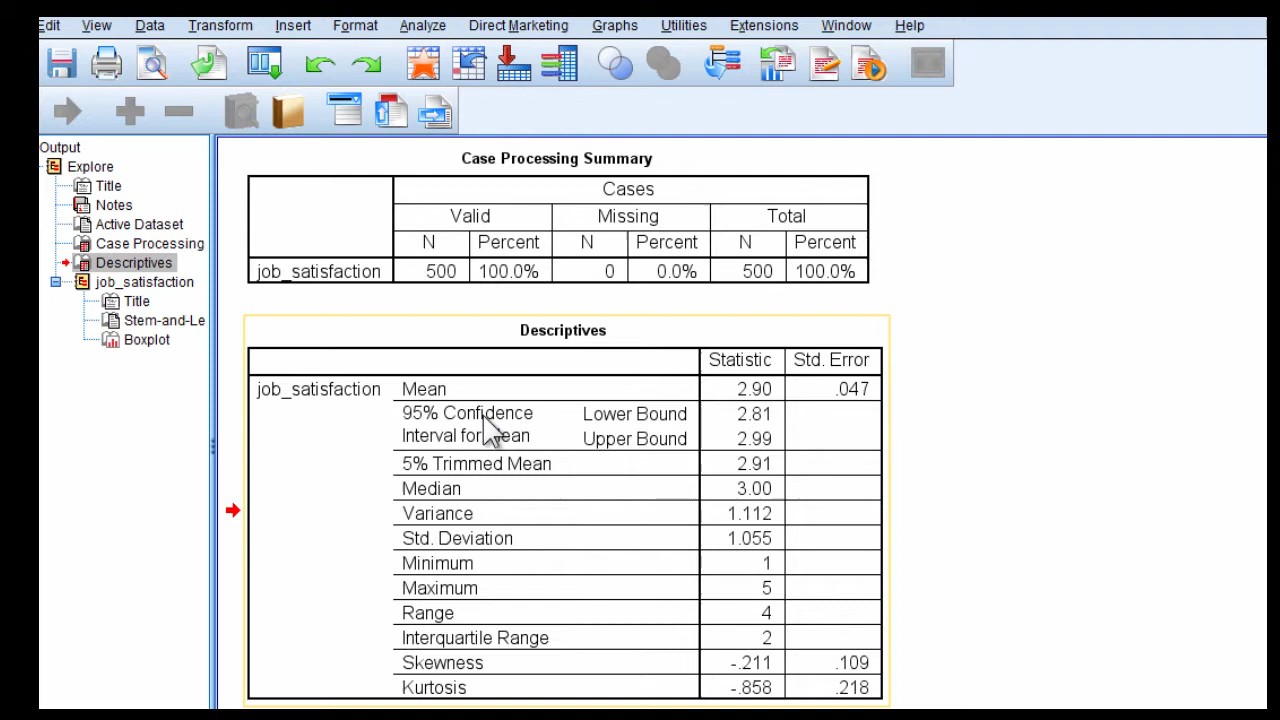 Edit View Data Transform Insert Format Analyze Direct Marketing Graphs Utilities Extensions Window Help
Output
Explore
Title
Notes
Active Dataset
Case Processing
Descriptives
job_satisfaction
Title
Stem-and-Le
Boxplot
Case Processing Summary
Cases
Valid Missing Total
N Percent N Percent N Percent
job_satisfaction 500 100.0% 0 0.0% 500 100.0%
Descriptives
Statistic Std. Error
job_satisfaction Mean 2.90 .047
95% Confidence Lower Bound 2.81
Interval for Mean Upper Bound 2.99
5% Trimmed Mean 2.91
Median 3.00
Variance 1.112
Std. Deviation 1.055
Minimum 1
Maximum 5
Range 4
Interquartile Range 2
Skewness -.211 .109
Kurtosis -.858 .218